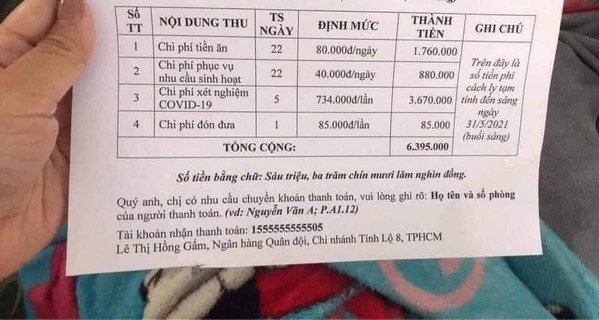 Số TT NỘI DUNG THU TS NGÀY ĐỊNH MỨC THÀNH TIỀN GHI CHÚ
1 Chi phí tiền ăn 22 80.000đ/ngày 1.760.000
2 Chi phí phục vụ nhu cầu sinh hoạt 22 40.000đ/ngày 880.000
3 Chi phí xét nghiệm COVID-19 5 734.000đ/lần 3.670.000
4 Chi phí đón đưa 1 85.000đ/lần 85.000
Trên đây là
số tiền phí
cách ly tạm
tính đến sáng
ngày
31/5/2021
(buổi sáng)
TỔNG CỘNG: 6.395.000
Số tiền bằng chữ: Sáu triệu, ba trăm chín mươi lăm nghìn đồng.
Quý anh, chị có nhu cầu chuyển khoản thanh toán, vui lòng ghi rõ: Họ tên và số phòng
của người thanh toán. (vd: Nguyễn Văn A; P.A1.12)
Tài khoản nhận thanh toán: 1555555555505
Lê Thị Hồng Gấm, Ngân hàng Quân đội, Chi nhánh Tỉnh Lộ 8, TPHCM